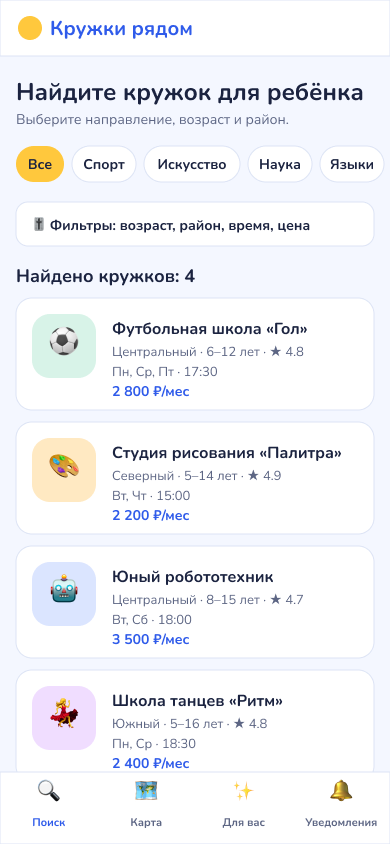 Кружки рядом
Найдите кружок для ребёнка
Выберите направление, возраст и район.
Все
Спорт
Искусство
Наука
Языки
Фильтры: возраст, район, время, цена
Найдено кружков: 4
Футбольная школа «Гол»
Центральный · 6–12 лет · ★ 4.8
Пн, Ср, Пт · 17:30
2 800 ₽/мес
Студия рисования «Палитра»
Северный · 5–14 лет · ★ 4.9
Вт, Чт · 15:00
2 200 ₽/мес
Юный робототехник
Центральный · 8–15 лет · ★ 4.7
Вт, Сб · 18:00
3 500 ₽/мес
Школа танцев «Ритм»
Южный · 5–16 лет · ★ 4.8
Пн, Ср · 18:30
2 400 ₽/мес
Поиск
Карта
Для вас
Уведомления